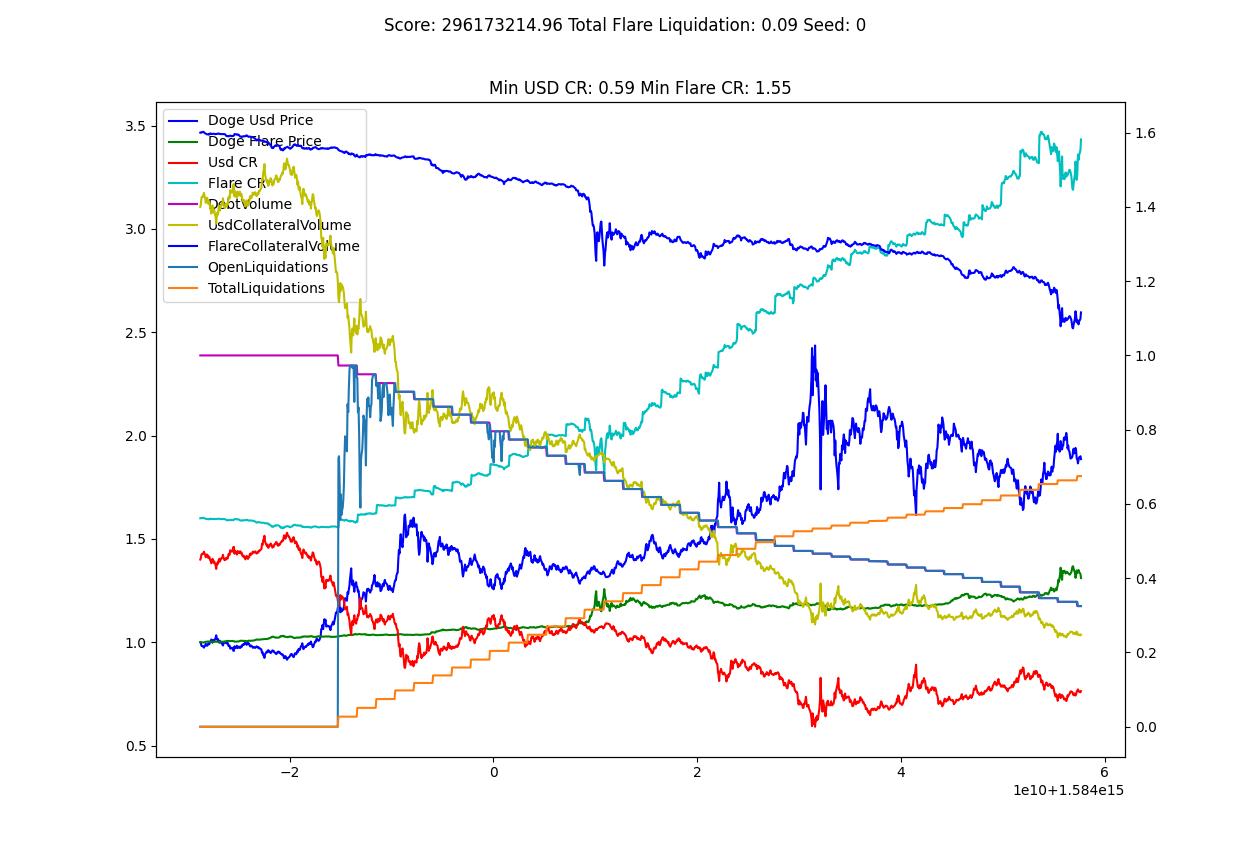 Score: 296173214.96 Total Flare Liquidation: 0.09 Seed: 0
Min USD CR: 0.59 Min Flare CR: 1.55
Doge Usd Price
Doge Flare Price
Usd CR
Flare CR
DebtVolume
UsdCollateralVolume
FlareCollateralVolume
OpenLiquidations
TotalLiquidations
3.5
3.0
2.5
2.0
1.5
1.0
0.5
1.6
1.4
1.2
1.0
0.8
0.6
0.4
0.2
0.0
−2
0
2
4
6
1e10+1.584e15